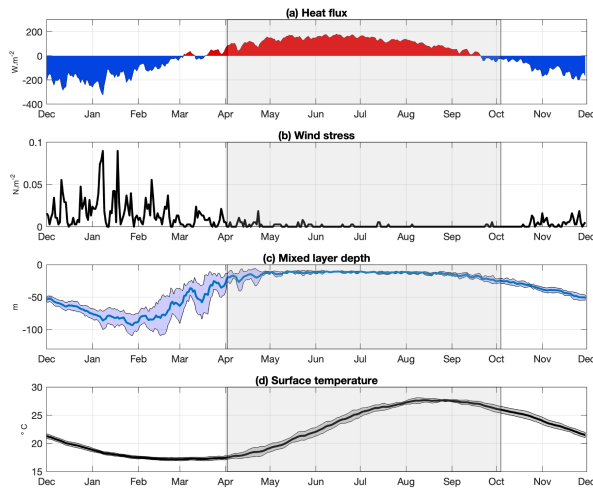 (a) Heat flux
W.m-2
200
0
-200
-400
Dec Jan Feb Mar Apr May Jun Jul Aug Sep Oct Nov Dec
(b) Wind stress
N.m-2
0.1
0.05
0
Dec Jan Feb Mar Apr May Jun Jul Aug Sep Oct Nov Dec
(c) Mixed layer depth
m
0
-50
-100
Dec Jan Feb Mar Apr May Jun Jul Aug Sep Oct Nov Dec
(d) Surface temperature
° C
30
25
20
15
Dec Jan Feb Mar Apr May Jun Jul Aug Sep Oct Nov Dec